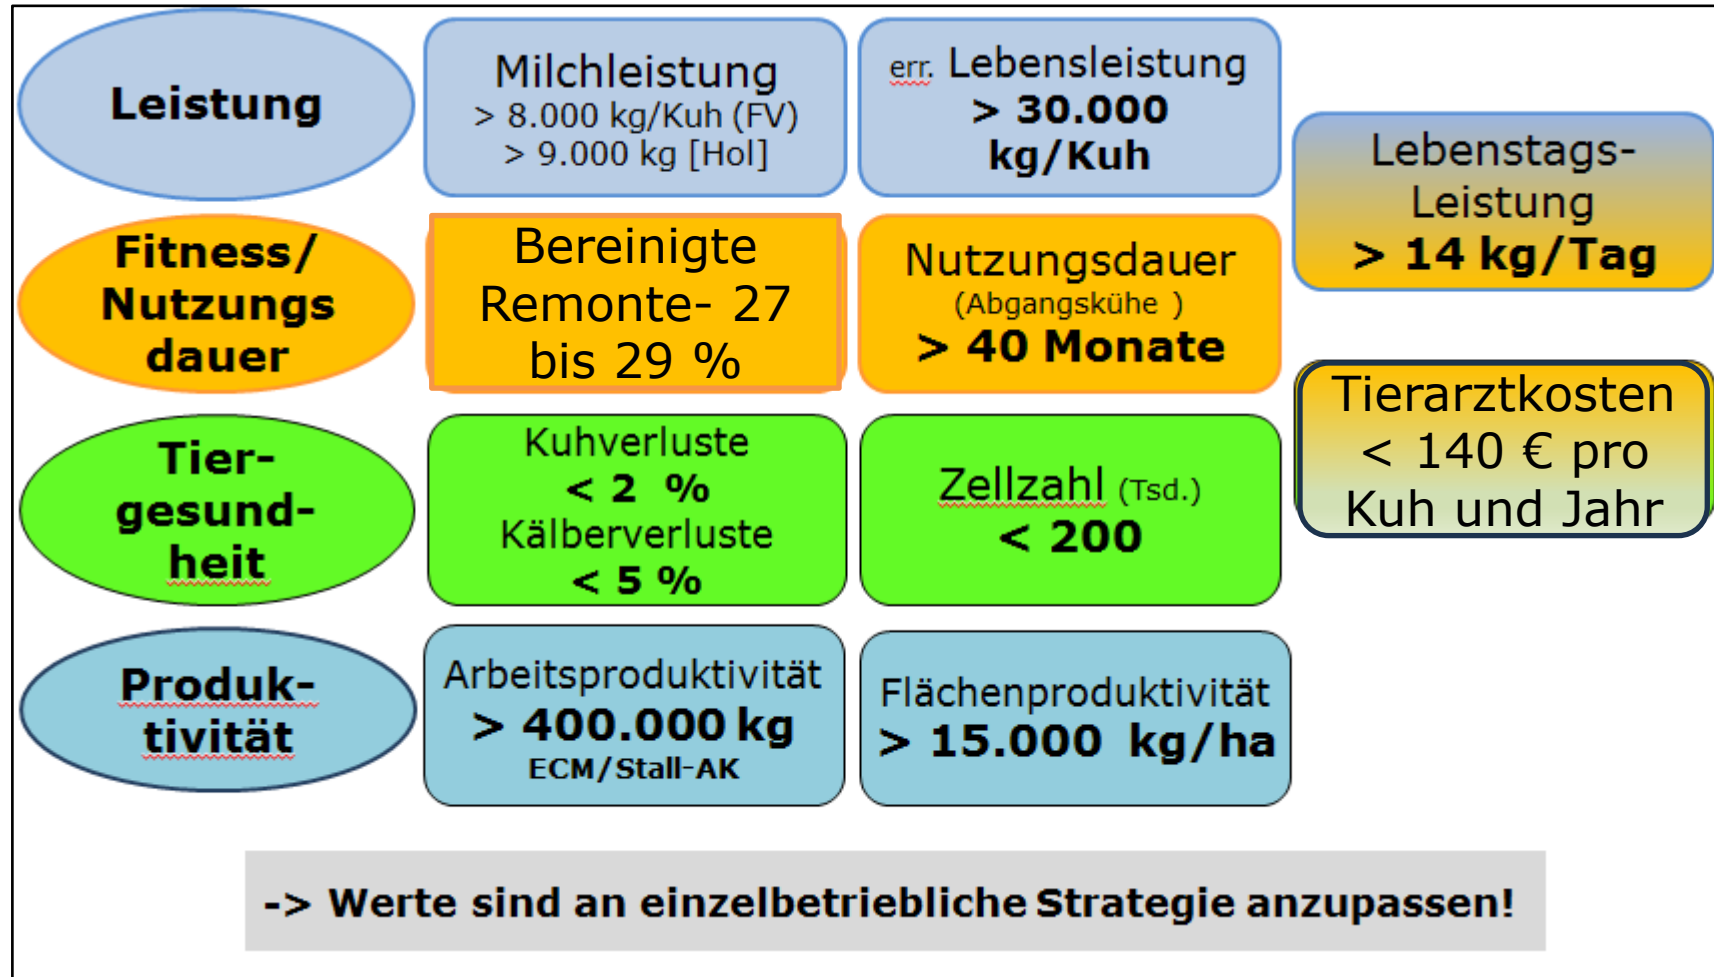 Leistung
Milchleistung
> 8.000 kg/Kuh (FV)
> 9.000 kg [Hol]
err. Lebensleistung
> 30.000
kg/Kuh
Lebenstags-
Leistung
> 14 kg/Tag
Fitness/
Nutzungs
dauer
Bereinigte
Remonte- 27
bis 29 %
Nutzungsdauer
(Abgangskühe )
> 40 Monate
Tierarztkosten
< 140 € pro
Kuh und Jahr
Tier-
gesund-
heit
Kuhverluste
< 2 %
Kälberverluste
< 5 %
Zellzahl (Tsd.)
< 200
Produk-
tivität
Arbeitsproduktivität
> 400.000 kg
ECM/Stall-AK
Flächenproduktivität
> 15.000 kg/ha
-> Werte sind an einzelbetriebliche Strategie anzupassen!